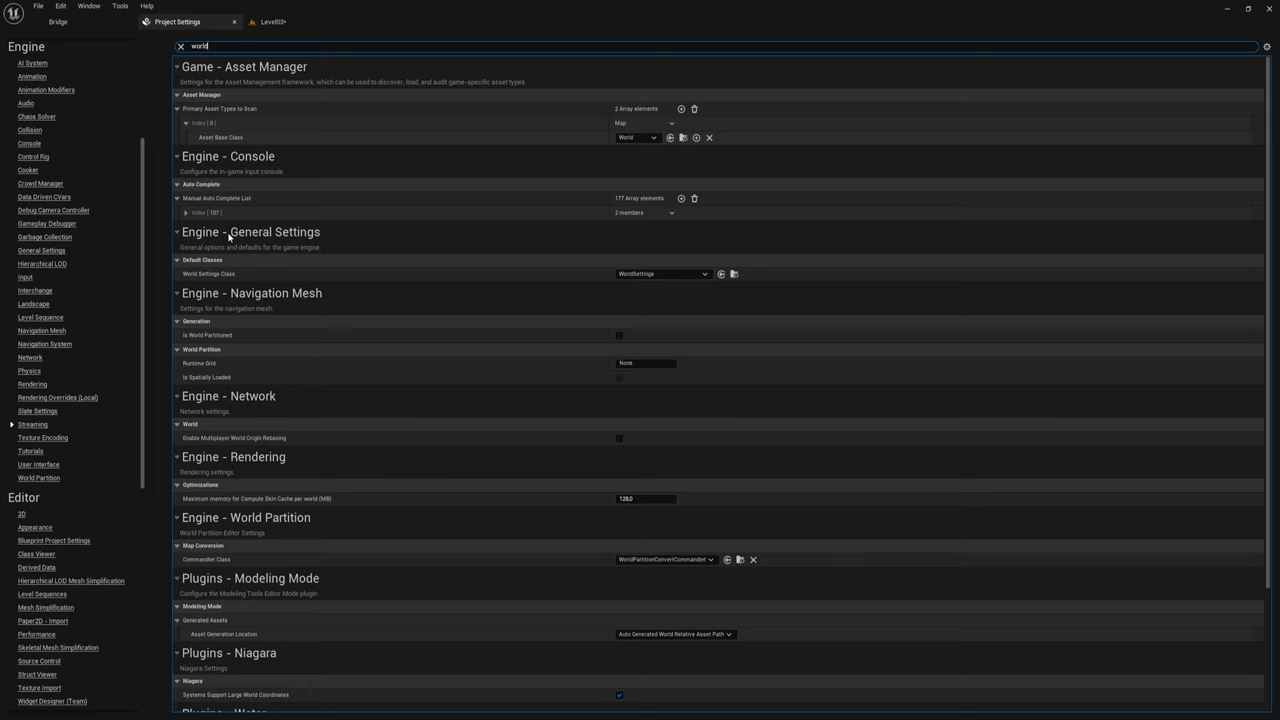 File Edit Window Tools Help
Bridge Project Settings Level03*
Engine
AI System
Animation
Animation Modifiers
Audio
Chaos Solver
Collision
Console
Control Rig
Cooker
Crowd Manager
Data Driven CVars
Debug Camera Controller
Gameplay Debugger
Garbage Collection
General Settings
Hierarchical LOD
Input
Interchange
Landscape
Level Sequence
Navigation Mesh
Navigation System
Network
Physics
Rendering
Rendering Overrides (Local)
Slate Settings
Streaming
Texture Encoding
Tutorials
User Interface
World Partition
Editor
2D
Appearance
Blueprint Project Settings
Class Viewer
Derived Data
Hierarchical LOD Mesh Simplification
Level Sequences
Mesh Simplification
Paper2D - Import
Performance
Skeletal Mesh Simplification
Source Control
Struct Viewer
Texture Import
Widget Designer (Team)
world
Game - Asset Manager
Settings for the Asset Management framework, which can be used to discover, load, and audit game-specific asset types
Asset Manager
Primary Asset Types to Scan 2 Array elements
Index [ 0 ] Map
Asset Base Class World
Engine - Console
Configure the in-game input console.
Auto Complete
Manual Auto Complete List 177 Array elements
Index [ 107 ] 2 members
Engine - General Settings
General options and defaults for the game engine.
Default Classes
World Settings Class WorldSettings
Engine - Navigation Mesh
Settings for the navigation mesh.
Generation
Is World Partitioned
World Partition
Runtime Grid None
Is Spatially Loaded
Engine - Network
Network settings.
World
Enable Multiplayer World Origin Rebasing
Engine - Rendering
Rendering settings.
Optimizations
Maximum memory for Compute Skin Cache per world (MB) 128.0
Engine - World Partition
World Partition Editor Settings
Map Conversion
Commandlet Class WorldPartitionConvertCommandlet
Plugins - Modeling Mode
Configure the Modeling Tools Editor Mode plugin
Modeling Mode
Generated Assets
Asset Generation Location Auto Generated World Relative Asset Path
Plugins - Niagara
Niagara Settings
Niagara
Systems Support Large World Coordinates
Plugins - Water